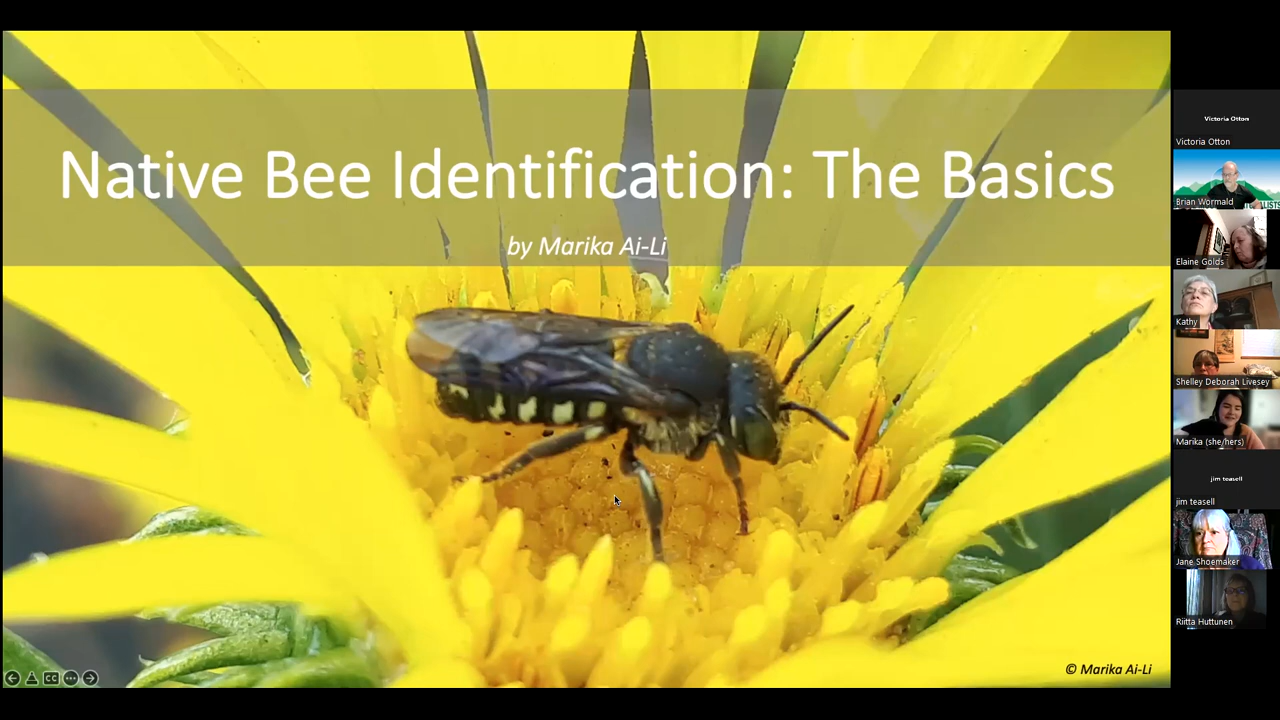 Native Bee Identification: The Basics
by Marika Ai-Li
© Marika Ai-Li
CC
Victoria Otton
Victoria Otton
Brian Wormald
Elaine Golds
Kathy
Shelley Deborah Livesey
Marika (she/hers)
jim teasell
jim teasell
Jane Shoemaker
Riitta Huttunen